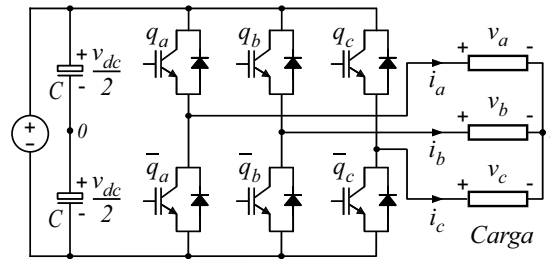 q_a q_b q_c
+ v_dc/2 -
C
+ v_a -
i_a
+
-
0
+ v_b -
i_b
q̅_a q̅_b q̅_c
+ v_dc/2 -
C
+ v_c -
i_c
Carga